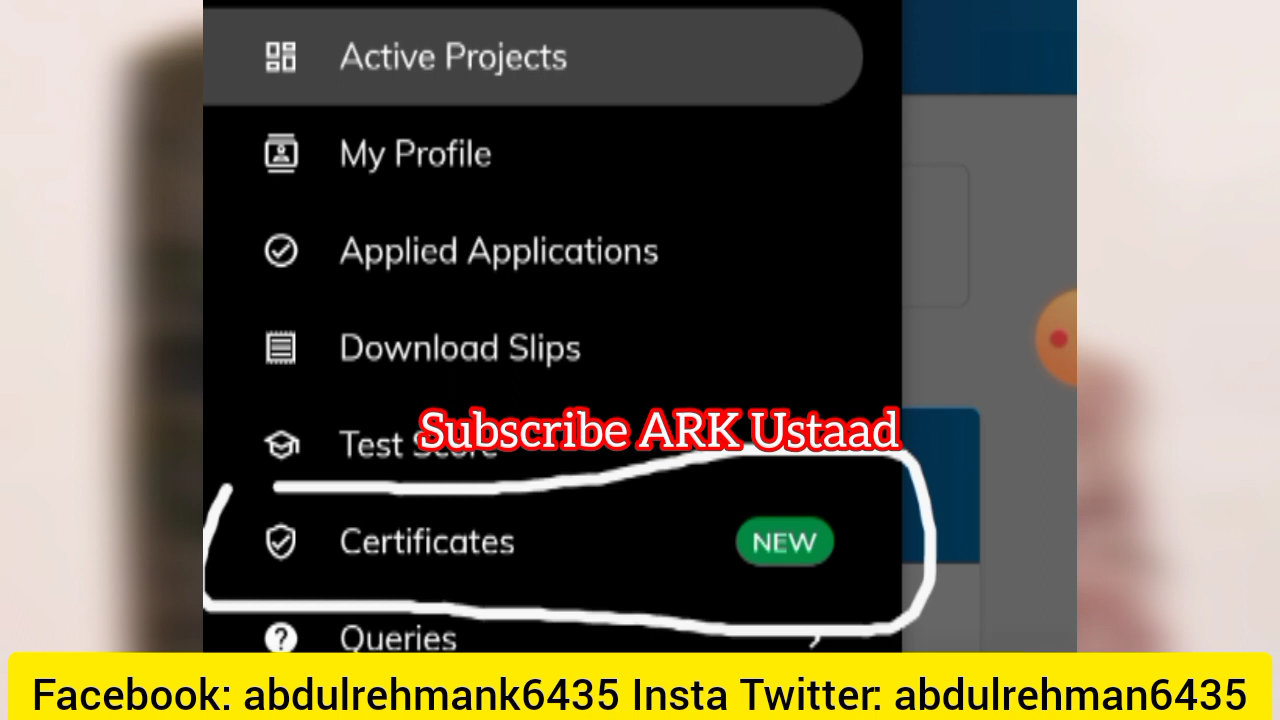 Active Projects
My Profile
Applied Applications
Download Slips
Subscribe ARK Ustaad
Test Score
Certificates
NEW
Queries
Facebook: abdulrehmank6435 Insta Twitter: abdulrehman6435